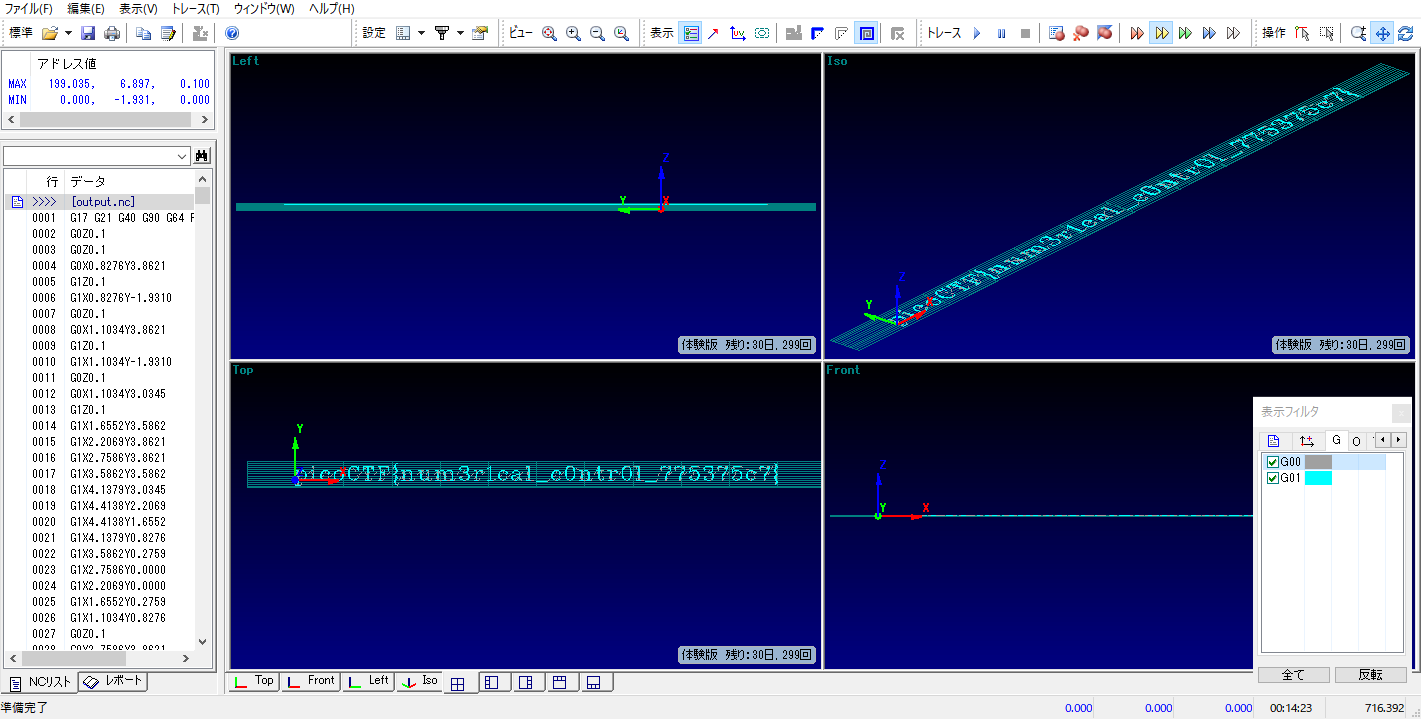 ファイル(F) 編集(E) 表示(V) トレース(T) ウィンドウ(W) ヘルプ(H)
標準 設定 ビュー 表示 UV トレース 操作
アドレス値
MAX 199.035, 6.897, 0.100
MIN 0.000, -1.931, 0.000
行 データ
>>>> [output.nc]
0001 G17 G21 G40 G90 G64 P
0002 G0Z0.1
0003 G0Z0.1
0004 G0X0.8276Y3.8621
0005 G1Z0.1
0006 G1X0.8276Y-1.9310
0007 G0Z0.1
0008 G0X1.1034Y3.8621
0009 G1Z0.1
0010 G1X1.1034Y-1.9310
0011 G0Z0.1
0012 G0X1.1034Y3.0345
0013 G1Z0.1
0014 G1X1.6552Y3.5862
0015 G1X2.2069Y3.8621
0016 G1X2.7586Y3.8621
0017 G1X3.5862Y3.5862
0018 G1X4.1379Y3.0345
0019 G1X4.4138Y2.2069
0020 G1X4.4138Y1.6552
0021 G1X4.1379Y0.8276
0022 G1X3.5862Y0.2759
0023 G1X2.7586Y0.0000
0024 G1X2.2069Y0.0000
0025 G1X1.6552Y0.2759
0026 G1X1.1034Y0.8276
0027 G0Z0.1
0028 G0X2.7586Y3.8621
NCリスト レポート
Left
Z
Y X
体験版 残り:30日, 299回
Iso
picoCTF}num3r1cal_c0ntr0l_775375c7{
Z
Y X
体験版 残り:30日, 299回
Top
Y
picoCTF{num3r1cal_c0ntr0l_775375c7{
X
体験版 残り:30日, 299回
Front
Z
Y X
表示フィルタ
G O
G00
G01
全て 反転
Top Front Left Iso
準備完了 0.000 0.000 0.000 00:14:23 716.392